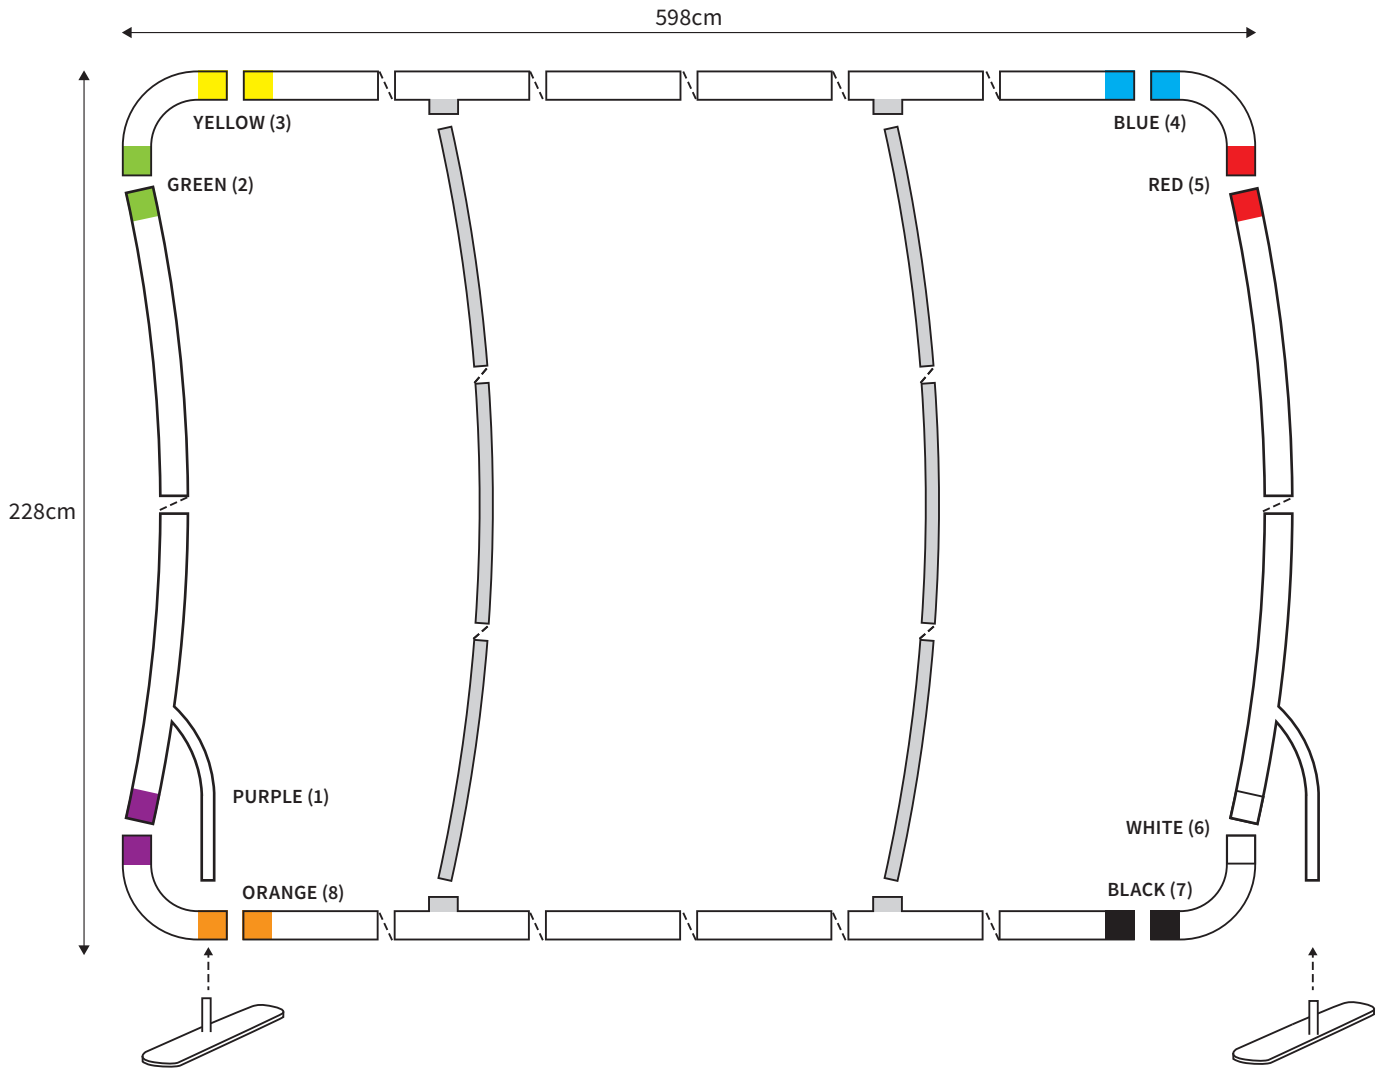 598cm
YELLOW (3)
BLUE (4)
GREEN (2)
RED (5)
228cm
PURPLE (1)
WHITE (6)
ORANGE (8)
BLACK (7)